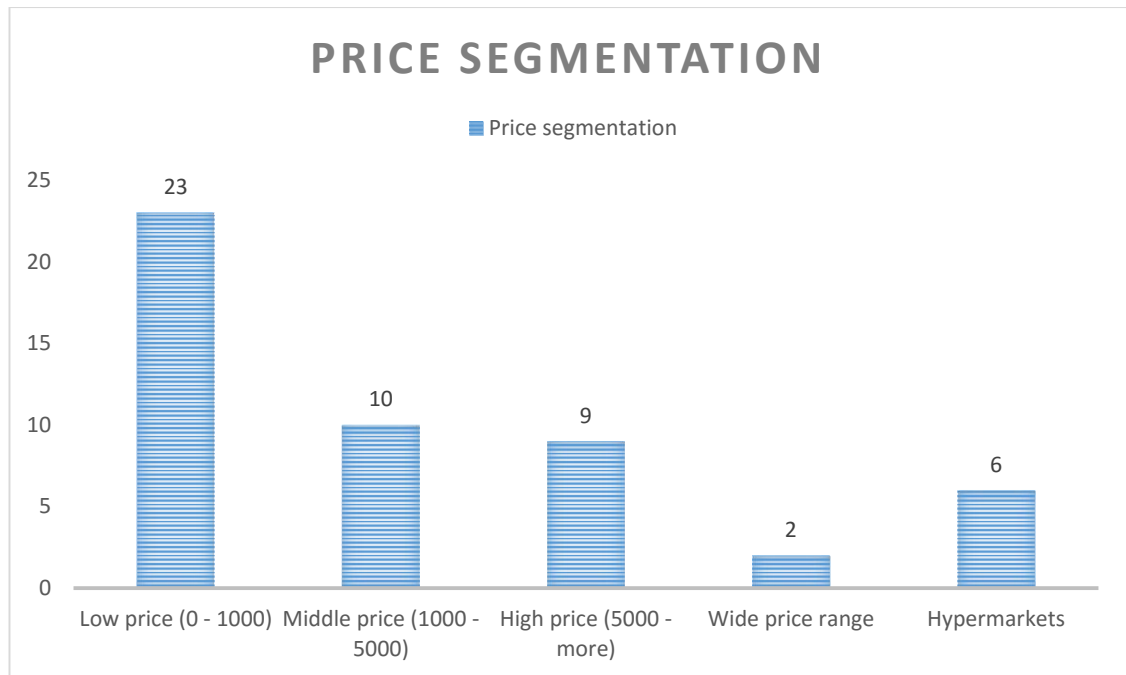 PRICE SEGMENTATION
Price segmentation
25
20
15
10
5
0
23
10
9
2
6
Low price (0 - 1000)
Middle price (1000 -
5000)
High price (5000 -
more)
Wide price range
Hypermarkets